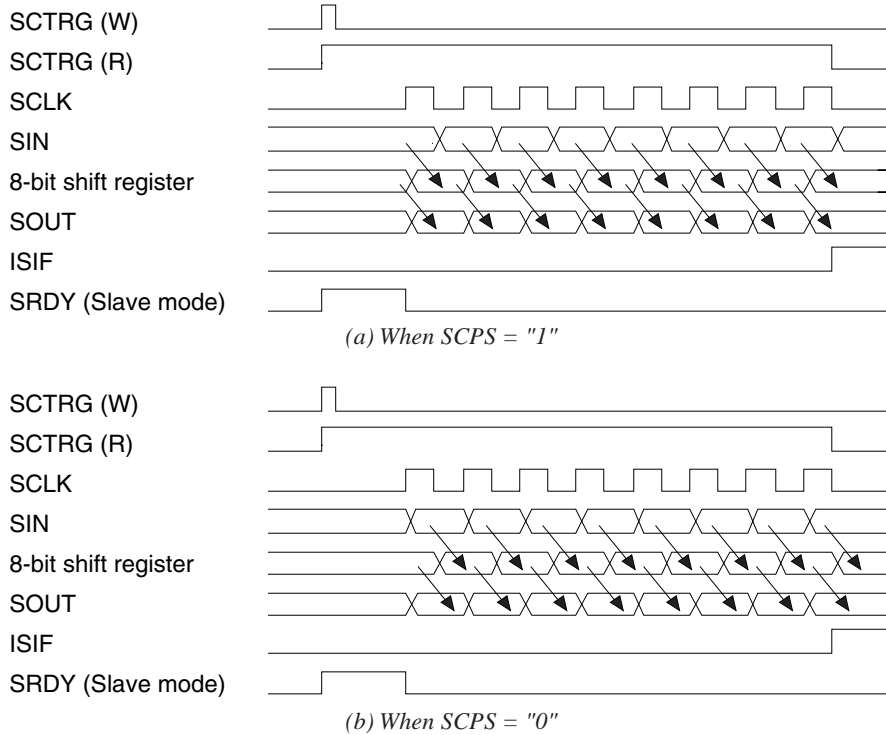 SCTRG (W)
SCTRG (R)
SCLK
SIN
8-bit shift register
SOUT
ISIF
SRDY (Slave mode)
(a) When SCPS = "1"
SCTRG (W)
SCTRG (R)
SCLK
SIN
8-bit shift register
SOUT
ISIF
SRDY (Slave mode)
(b) When SCPS = "0"